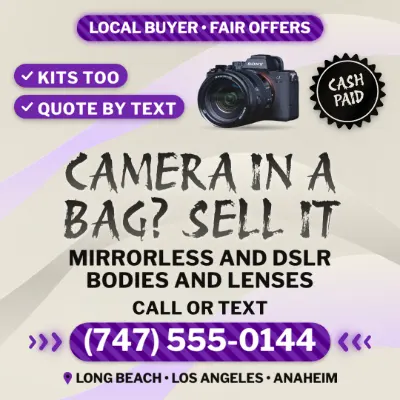 LOCAL BUYER • FAIR OFFERS
✓ KITS TOO
✓ QUOTE BY TEXT
SONY
CASH
PAID
CAMERA IN A
BAG? SELL IT
MIRRORLESS AND DSLR
BODIES AND LENSES
CALL OR TEXT
(747) 555-0144
LONG BEACH • LOS ANGELES • ANAHEIM